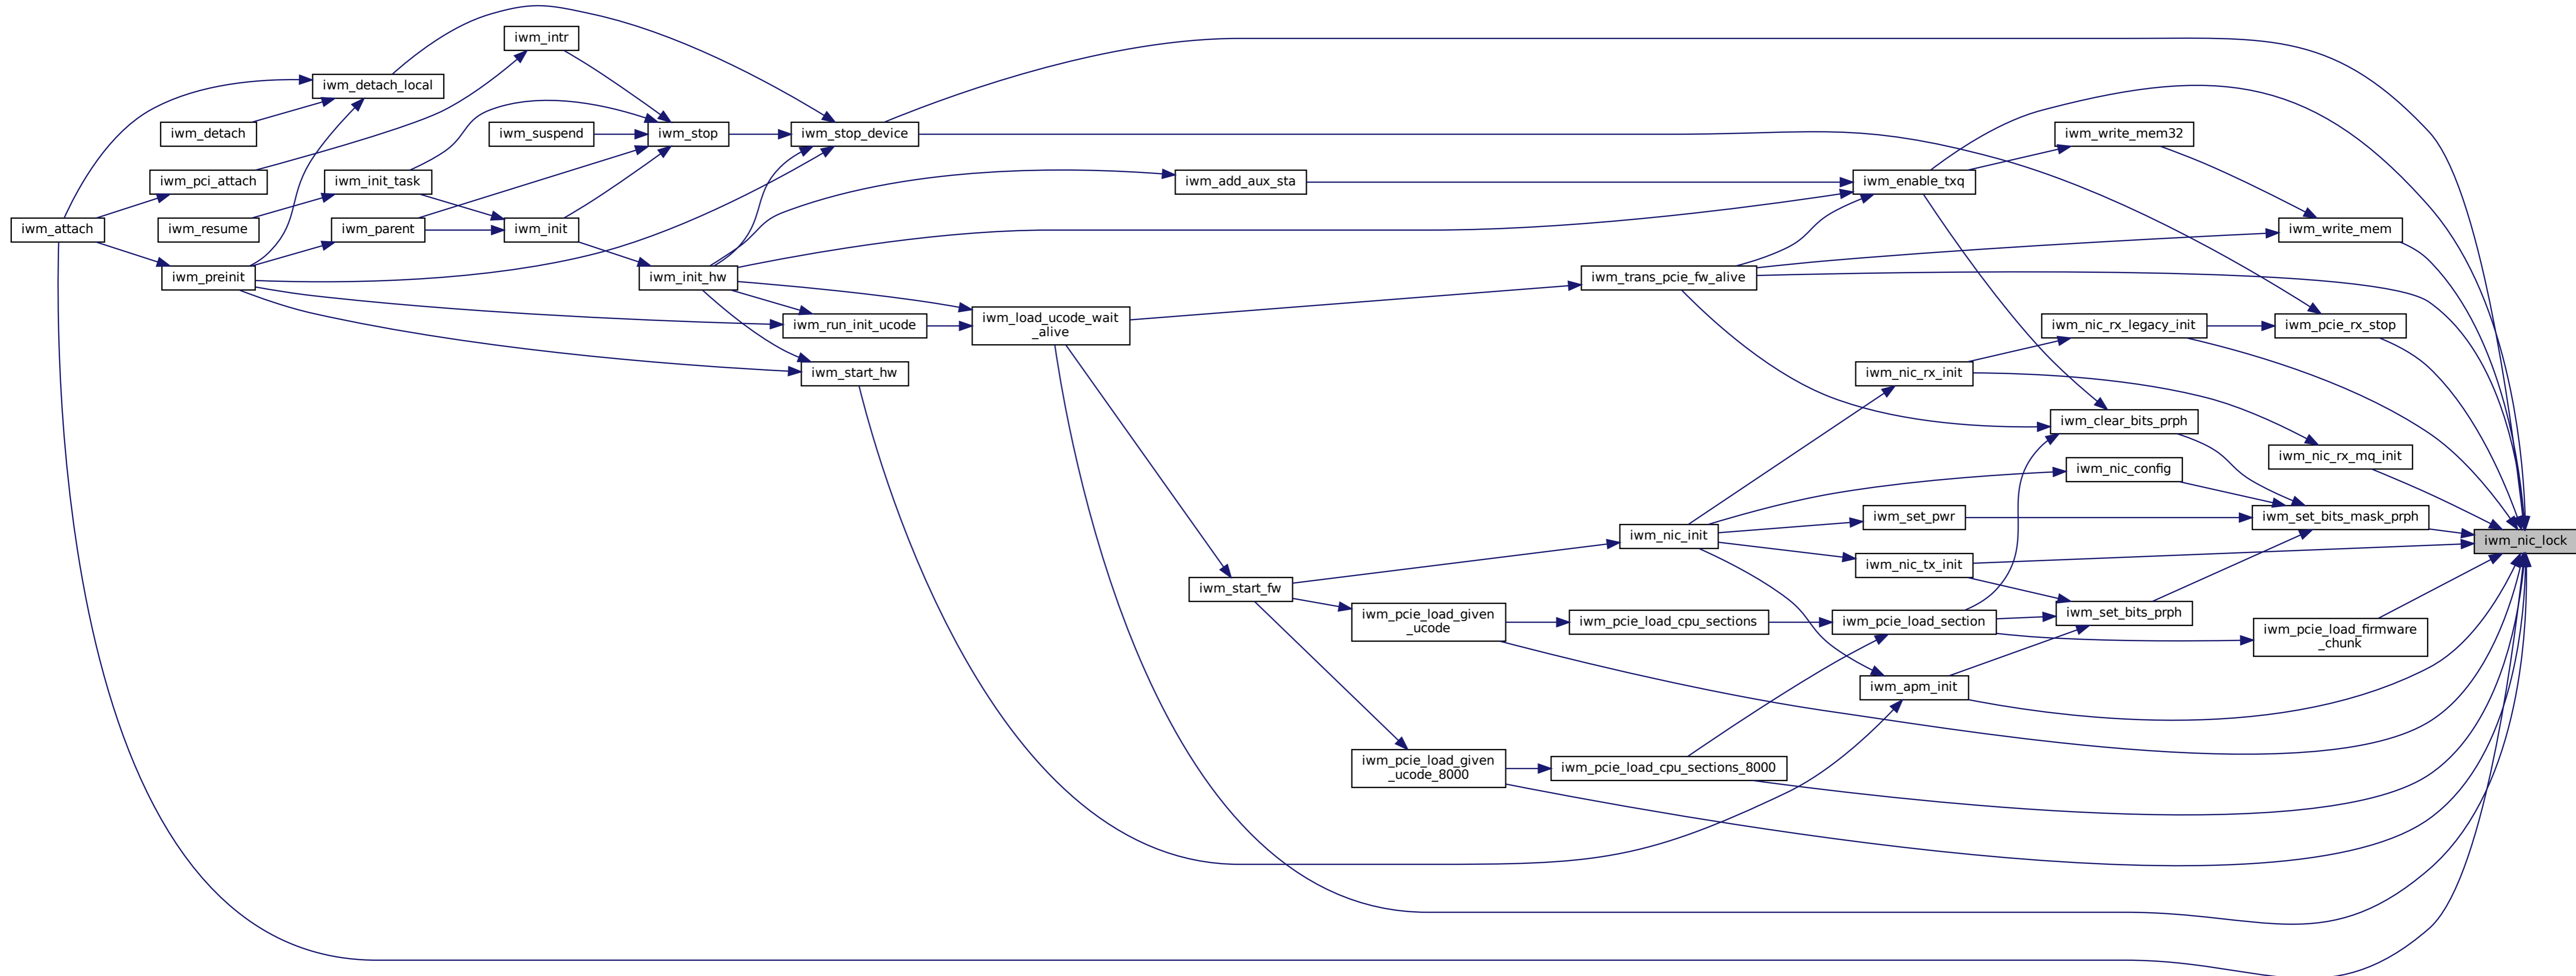 iwm_intr
iwm_detach_local
iwm_detach
iwm_suspend
iwm_stop
iwm_stop_device
iwm_write_mem32
iwm_pci_attach
iwm_init_task
iwm_add_aux_sta
iwm_enable_txq
iwm_attach
iwm_resume
iwm_parent
iwm_init
iwm_write_mem
iwm_preinit
iwm_init_hw
iwm_trans_pcie_fw_alive
iwm_run_init_ucode
iwm_load_ucode_wait
_alive
iwm_nic_rx_legacy_init
iwm_pcie_rx_stop
iwm_start_hw
iwm_nic_rx_init
iwm_clear_bits_prph
iwm_nic_rx_mq_init
iwm_nic_config
iwm_set_pwr
iwm_set_bits_mask_prph
iwm_nic_init
iwm_nic_lock
iwm_nic_tx_init
iwm_start_fw
iwm_pcie_load_given
_ucode
iwm_pcie_load_cpu_sections
iwm_pcie_load_section
iwm_set_bits_prph
iwm_pcie_load_firmware
_chunk
iwm_apm_init
iwm_pcie_load_given
_ucode_8000
iwm_pcie_load_cpu_sections_8000